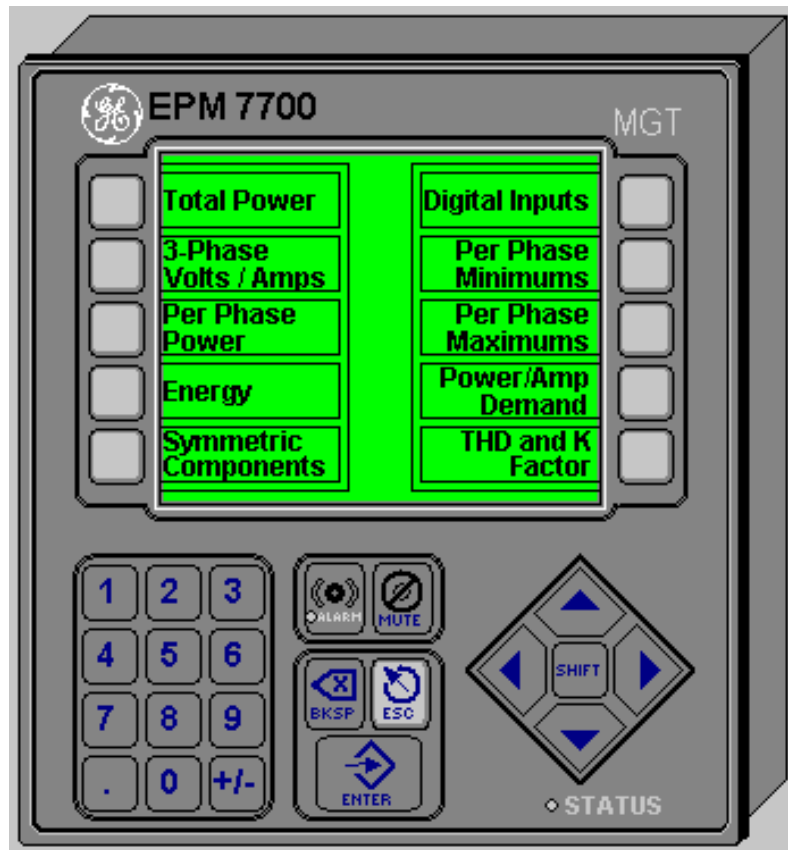 EPM 7700
MGT
Total Power
Digital Inputs
3-Phase
Volts / Amps
Per Phase
Minimums
Per Phase
Power
Per Phase
Maximums
Energy
Power/Amp
Demand
Symmetric
Components
THD and K
Factor
1 2 3
ALARM
MUTE
4 5 6
SHIFT
BKSP
ESC
7 8 9
. 0 +/-
ENTER
STATUS